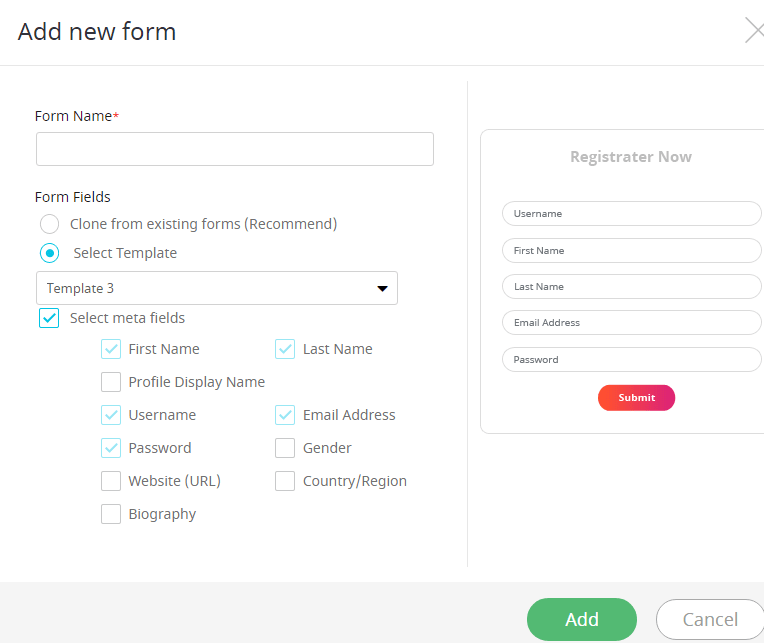 Add new form
Form Name*
Form Fields
Clone from existing forms (Recommend)
Select Template
Template 3
Select meta fields
First Name
Last Name
Profile Display Name
Username
Email Address
Password
Gender
Website (URL)
Country/Region
Biography
Registrater Now
Username
First Name
Last Name
Email Address
Password
Submit
Add
Cancel